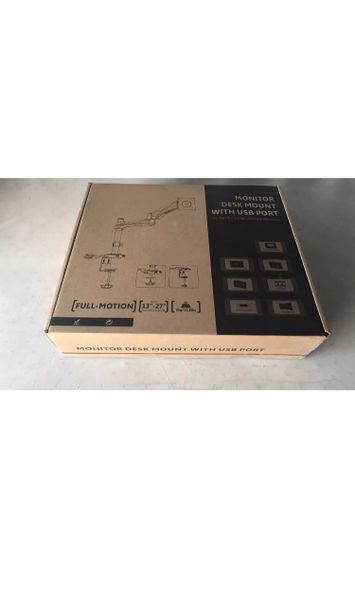 MONITOR
DESK MOUNT
WITH USB PORT
[FULL-MOTION] [13"-27"]
MONITOR DESK MOUNT WITH USB PORT